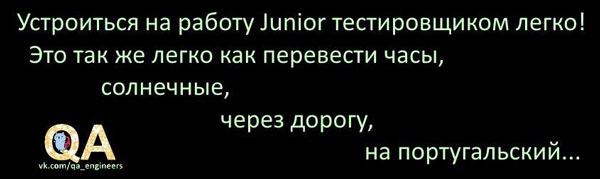 Устроиться на работу Junior тестировщиком легко!
Это так же легко как перевести часы,
солнечные,
через дорогу,
на португальский...
QA
vk.com/qa_engineers